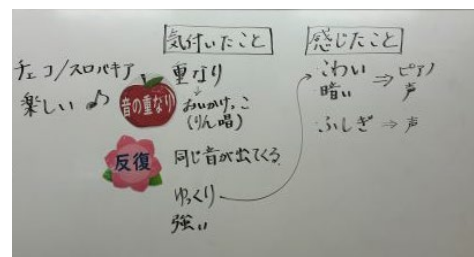 気付いたこと
感じたこと
チェコ/スロバキア
楽しい♪
音の重なり
重なり
↓
おいかけっこ
(りん唱)
反復
同じ音が出てくる
ゆっくり
強い
こわい
暗い
⇒ピアノ
声
ふしぎ → 声